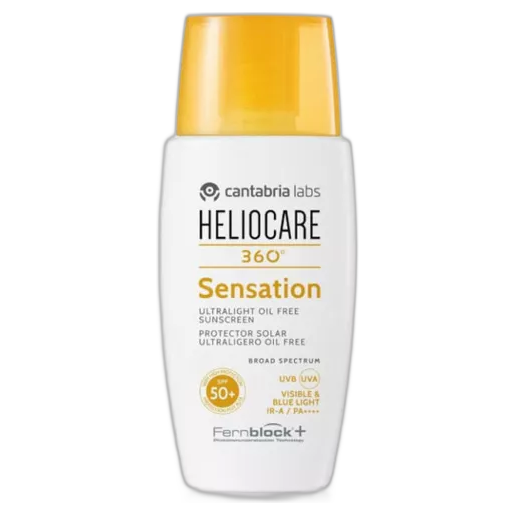 cantabria labs
HELIOCARE
360°
Sensation
ULTRALIGHT OIL FREE
SUNSCREEN
PROTECTOR SOLAR
ULTRALIGERO OIL FREE
BROAD SPECTRUM
SPF
50+
UVB UVA
VISIBLE &
BLUE LIGHT
IR-A / PA++++
Fernblock+